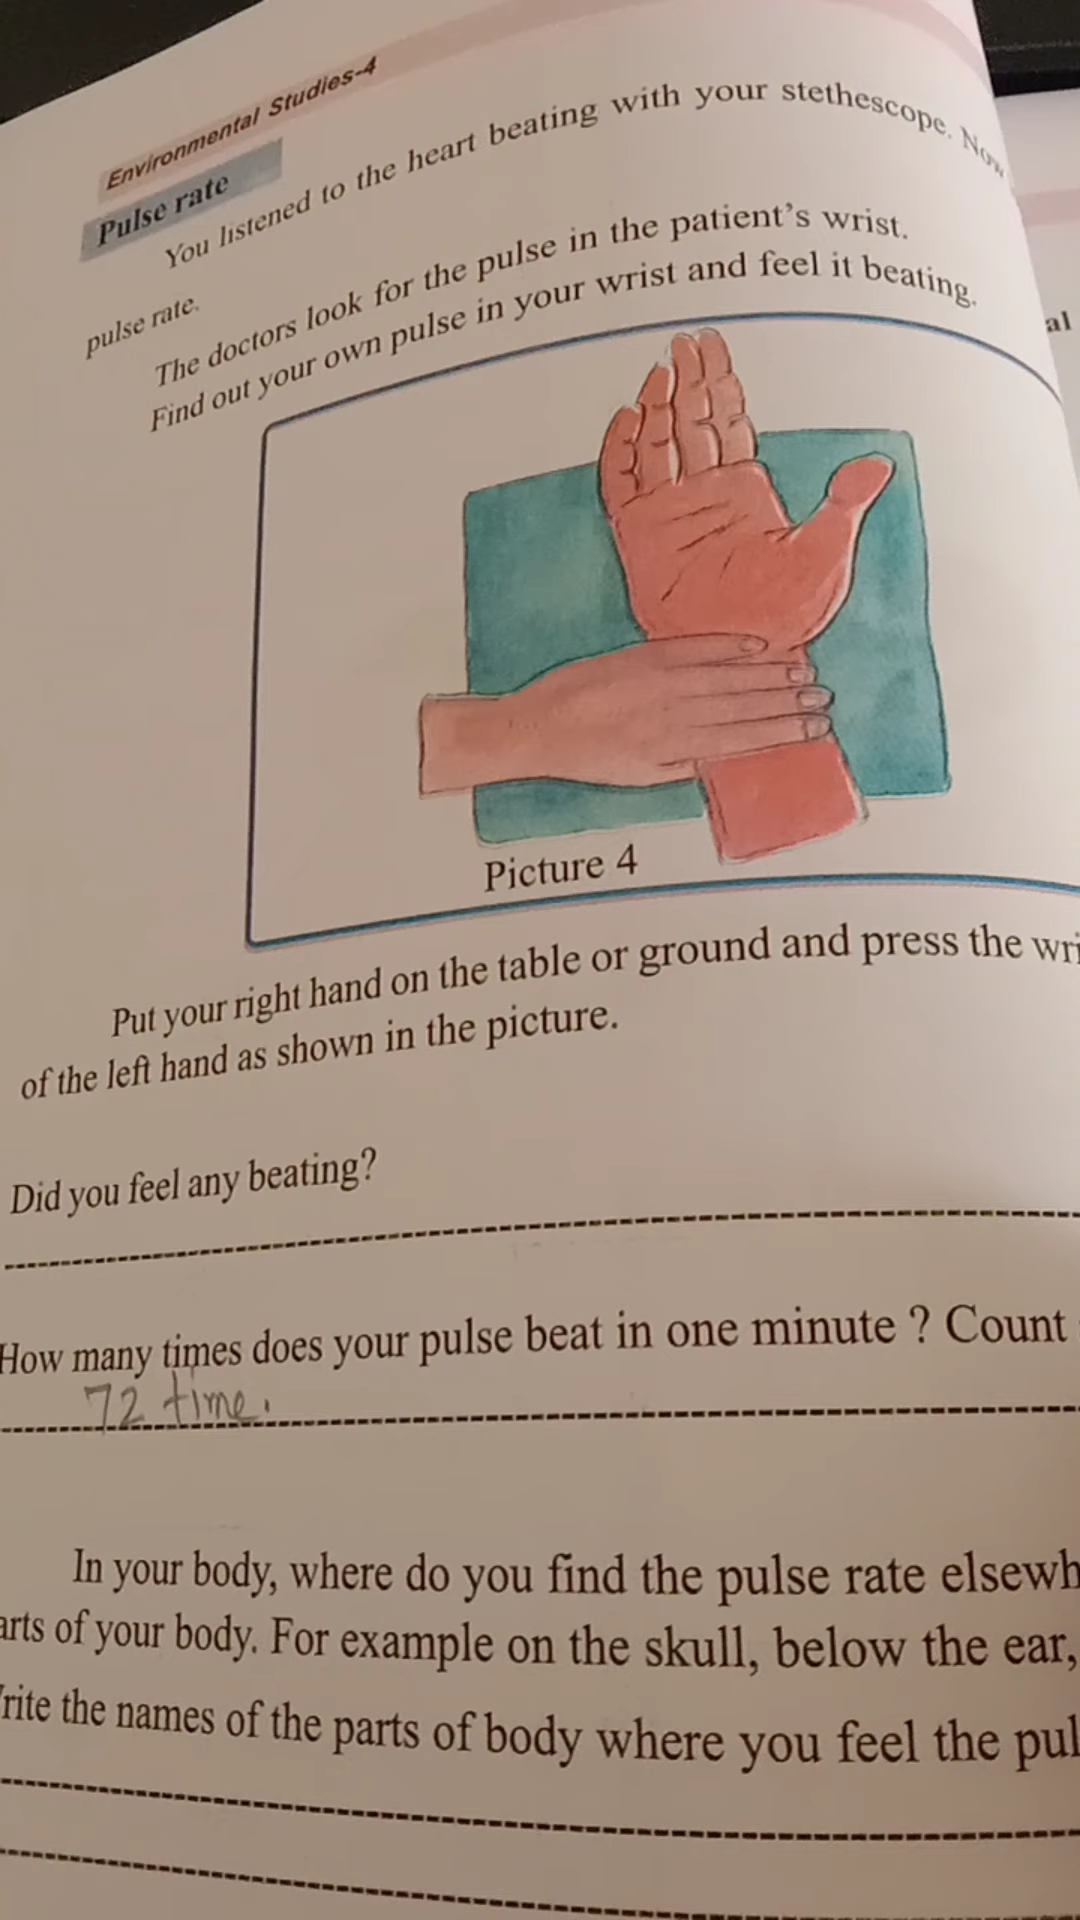 Environmental Studies-4
Pulse rate
You listened to the heart beating with your stethescope. Now
pulse rate.
The doctors look for the pulse in the patient's wrist.
Find out your own pulse in your wrist and feel it beating.
al
Picture 4
Put your right hand on the table or ground and press the wri
of the left hand as shown in the picture.
Did you feel any beating?
How many times does your pulse beat in one minute ? Count
72 time.
In your body, where do you find the pulse rate elsewh
arts of your body. For example on the skull, below the ear,
rite the names of the parts of body where you feel the pul